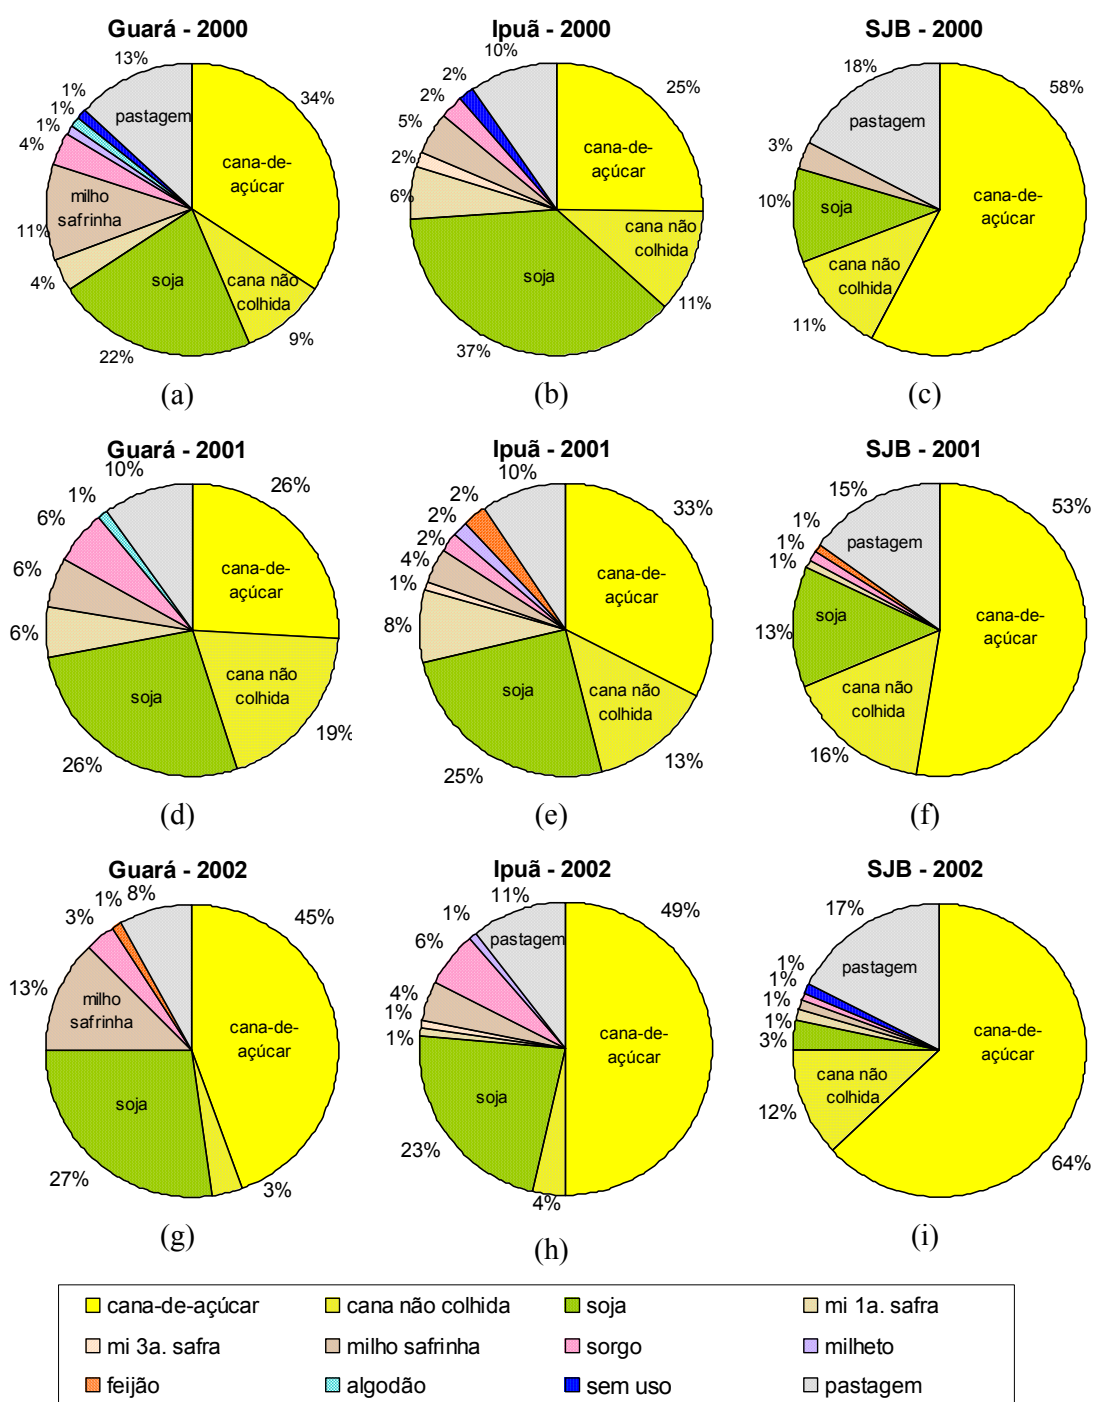 Guará - 2000
13%
1%
1%
1%
4%
11%
4%
22%
9%
34%
pastagem
cana-de-
açúcar
milho
safrinha
soja
cana não
colhida
(a)
Ipuã - 2000
10%
2%
2%
5%
2%
6%
37%
11%
25%
cana-de-
açúcar
cana não
colhida
soja
(b)
SJB - 2000
18%
3%
10%
11%
58%
pastagem
soja
cana-de-
açúcar
cana não
colhida
(c)
Guará - 2001
10%
1%
6%
6%
6%
26%
19%
26%
cana-de-
açúcar
cana não
colhida
soja
(d)
Ipuã - 2001
10%
2%
2%
2%
4%
1%
8%
25%
13%
33%
cana-de-
açúcar
cana não
colhida
soja
(e)
SJB - 2001
15%
1%
1%
1%
13%
16%
53%
pastagem
soja
cana-de-
açúcar
cana não
colhida
(f)
Guará - 2002
8%
1%
3%
13%
27%
3%
45%
milho
safrinha
cana-de-
açúcar
soja
(g)
Ipuã - 2002
11%
1%
6%
4%
1%
1%
23%
4%
49%
pastagem
cana-de-
açúcar
soja
(h)
SJB - 2002
17%
1%
1%
1%
1%
3%
12%
64%
pastagem
cana-de-
açúcar
cana não
colhida
(i)
cana-de-açúcar cana não colhida soja mi 1a. safra
mi 3a. safra milho safrinha sorgo milheto
feijão algodão sem uso pastagem